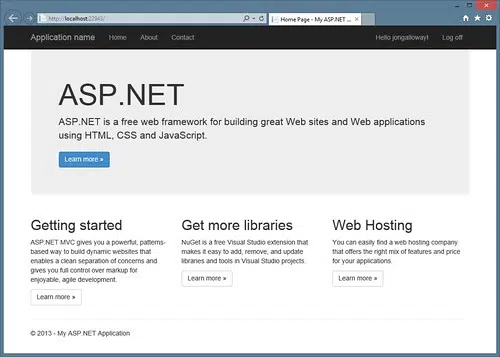 http://localhost:22943/
Home Page - My ASP.NET ...
Application name Home About Contact Hello jongalloway! Log off
ASP.NET
ASP.NET is a free web framework for building great Web sites and Web applications
using HTML, CSS and JavaScript.
Learn more »
Getting started
ASP.NET MVC gives you a powerful, patterns-
based way to build dynamic websites that
enables a clean separation of concerns and
gives you full control over markup for
enjoyable, agile development.
Learn more »
Get more libraries
NuGet is a free Visual Studio extension that
makes it easy to add, remove, and update
libraries and tools in Visual Studio projects.
Learn more »
Web Hosting
You can easily find a web hosting company
that offers the right mix of features and price
for your applications.
Learn more »
© 2013 - My ASP.NET Application